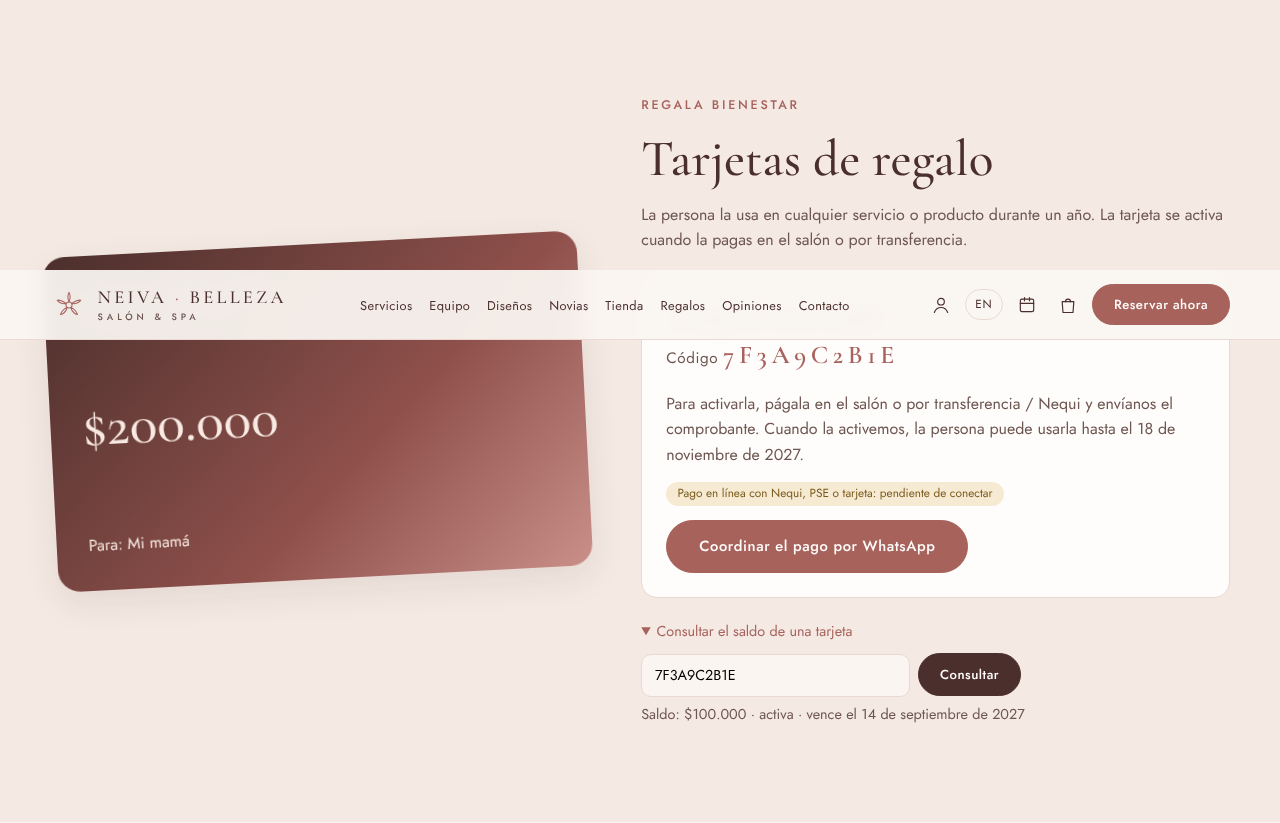 REGALA BIENESTAR
Tarjetas de regalo
La persona la usa en cualquier servicio o producto durante un año. La tarjeta se activa
cuando la pagas en el salón o por transferencia.
NEIVA · BELLEZA
SALÓN & SPA
Servicios Equipo Diseños Novias Tienda Regalos Opiniones Contacto
EN
Reservar ahora
$200.000
Para: Mi mamá
Código 7F3A9C2B1E
Para activarla, págala en el salón o por transferencia / Nequi y envíanos el
comprobante. Cuando la activemos, la persona puede usarla hasta el 18 de
noviembre de 2027.
Pago en línea con Nequi, PSE o tarjeta: pendiente de conectar
Coordinar el pago por WhatsApp
▼ Consultar el saldo de una tarjeta
7F3A9C2B1E
Consultar
Saldo: $100.000 · activa · vence el 14 de septiembre de 2027